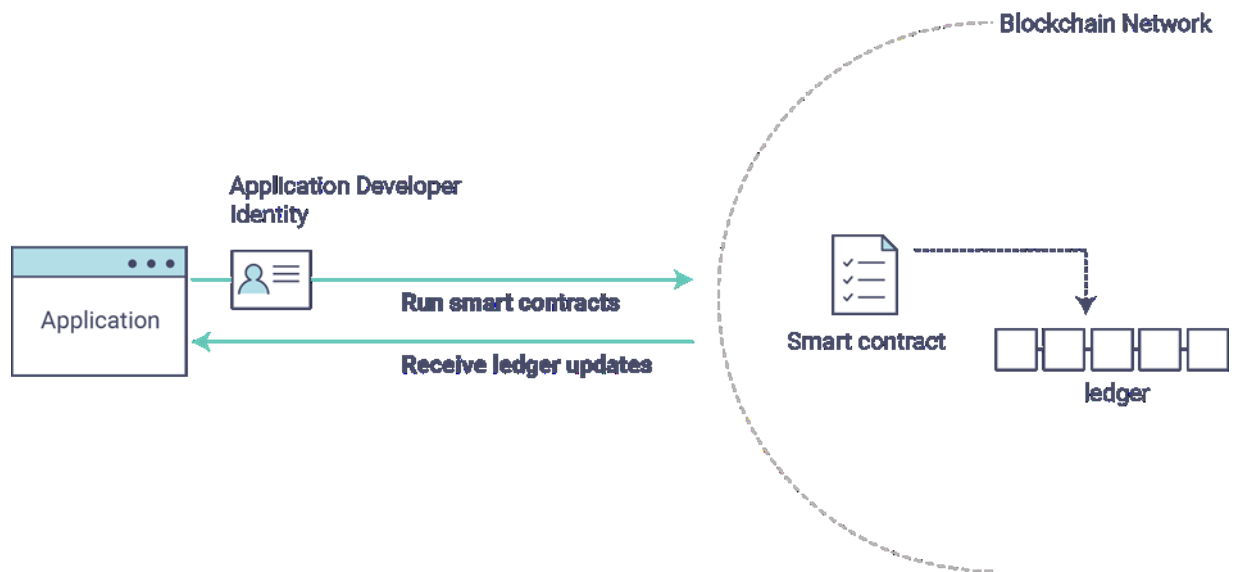 Blockchain Network
Application Developer
Identity
Application
Run smart contracts
Receive ledger updates
Smart contract
ledger